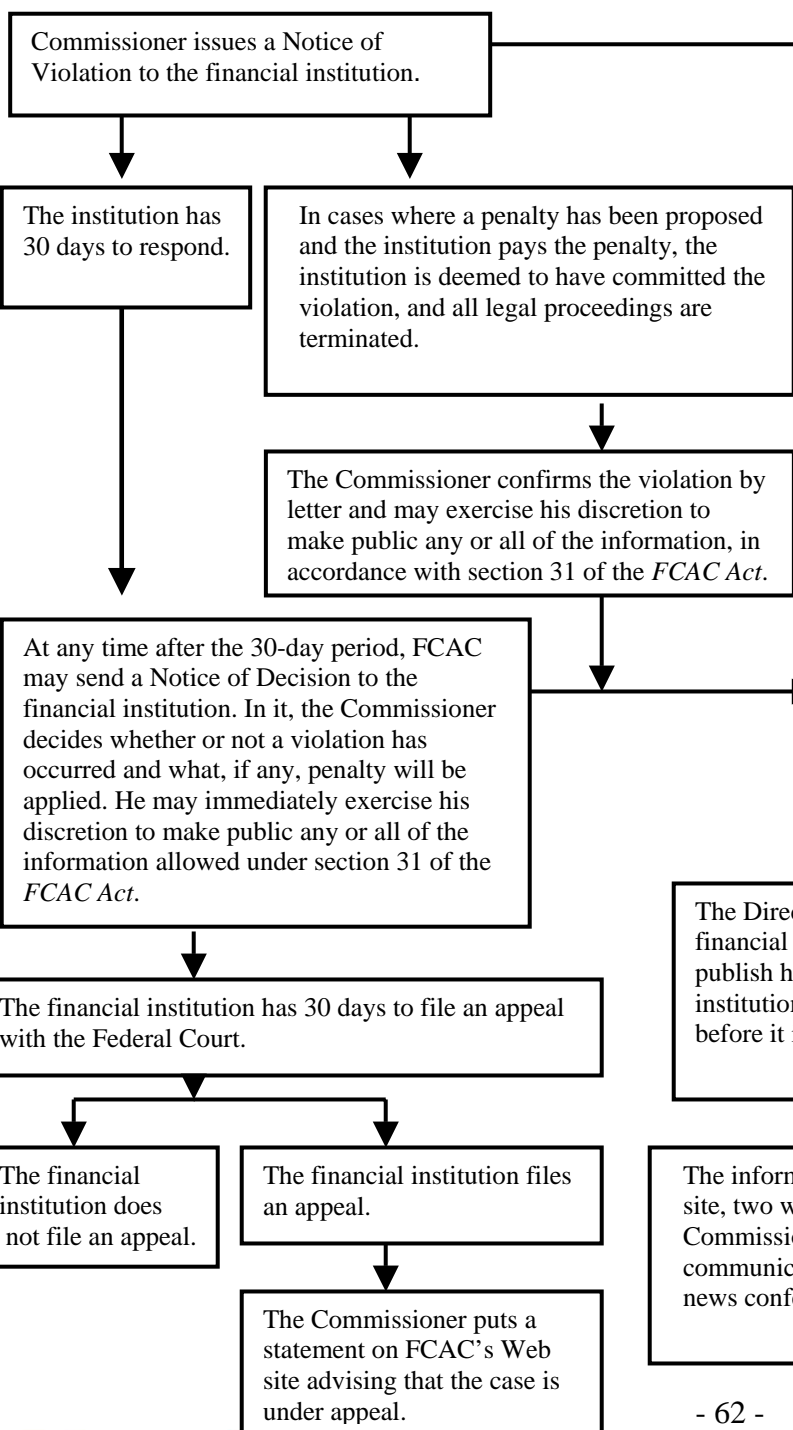 Commissioner issues a Notice of
Violation to the financial institution.
The institution has
30 days to respond.
In cases where a penalty has been proposed
and the institution pays the penalty, the
institution is deemed to have committed the
violation, and all legal proceedings are
terminated.
The Commissioner confirms the violation by
letter and may exercise his discretion to
make public any or all of the information, in
accordance with section 31 of the FCAC Act.
At any time after the 30-day period, FCAC
may send a Notice of Decision to the
financial institution. In it, the Commissioner
decides whether or not a violation has
occurred and what, if any, penalty will be
applied. He may immediately exercise his
discretion to make public any or all of the
information allowed under section 31 of the
FCAC Act.
The financial institution has 30 days to file an appeal
with the Federal Court.
The financial
institution does
not file an appeal.
The financial institution files
an appeal.
The Commissioner puts a
statement on FCAC's Web
site advising that the case is
under appeal.
The
financial
publish
before it
The
site, two
news
- 62 -